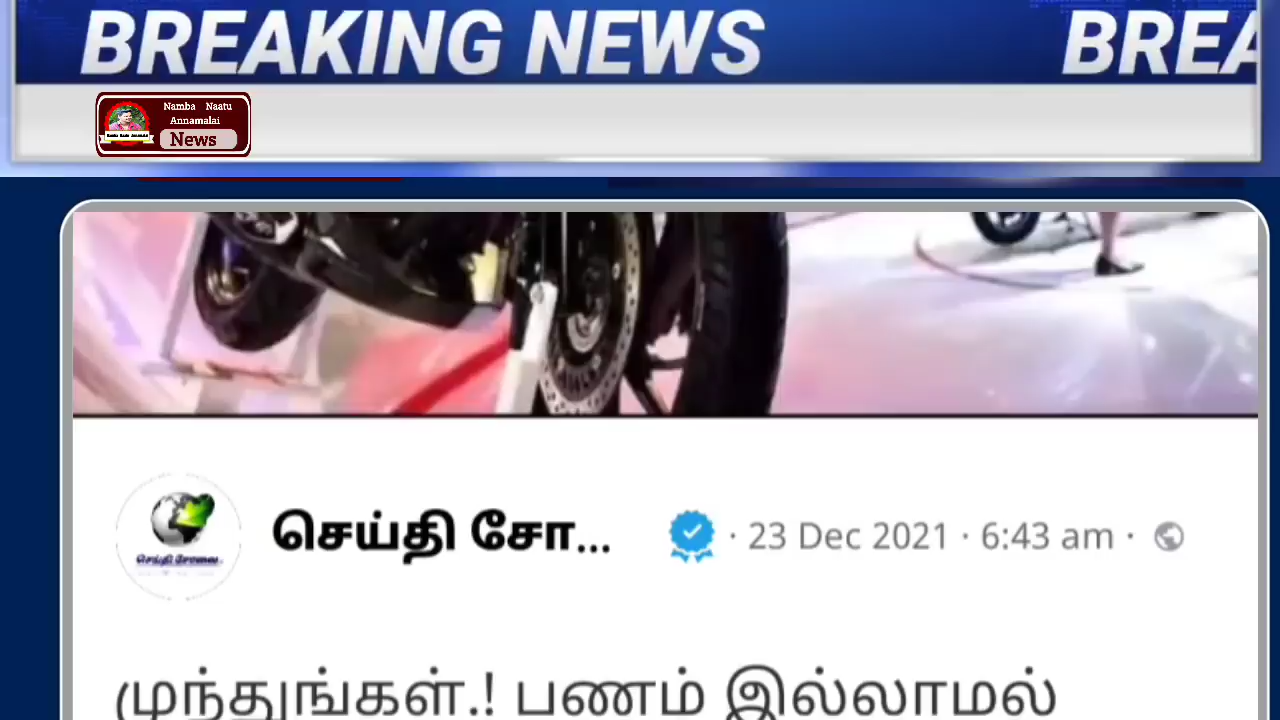 BREAKING NEWS BREA
Namba Naatu
Annamalai
News
செய்தி சோ... · 23 Dec 2021 · 6:43 am ·
செய்தி சோலை
முந்துங்கள்.! பணம் இல்லாமல்